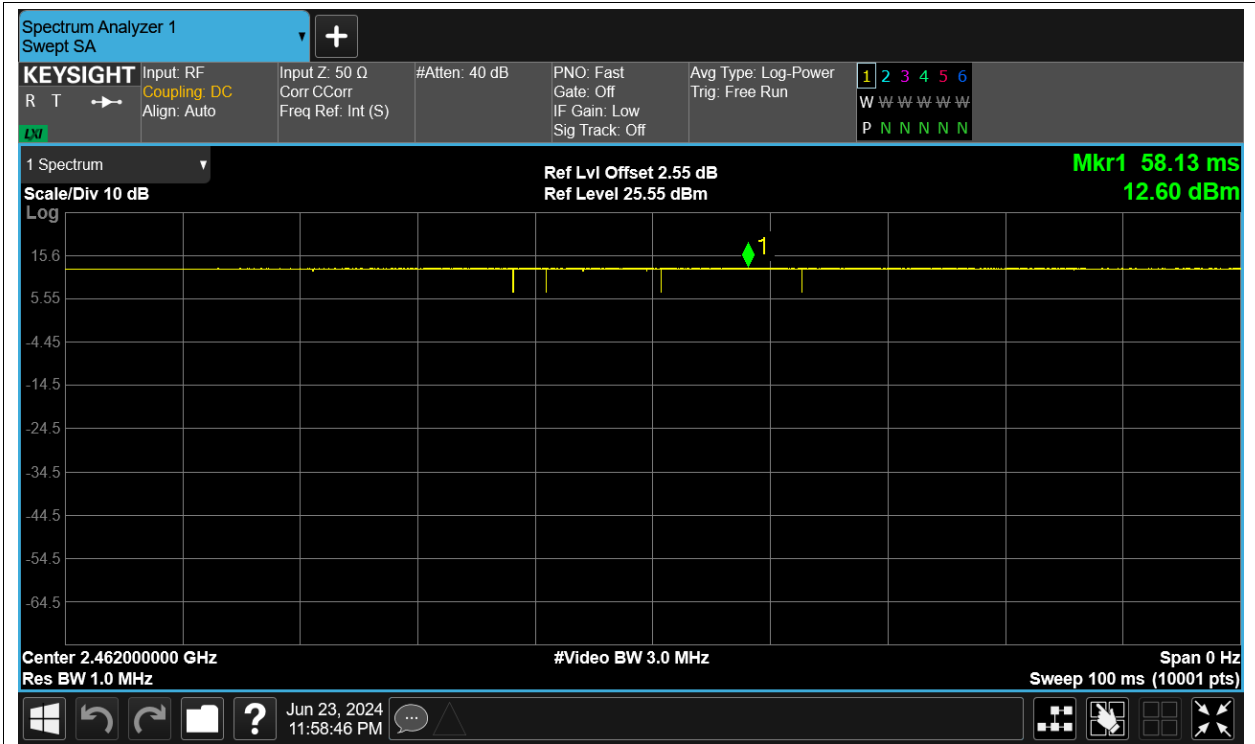 Spectrum Analyzer 1
Swept SA
KEYSIGHT
R T
LXI
Input: RF
Coupling: DC
Align: Auto
Input Z: 50 Ω
Corr CCorr
Freq Ref: Int (S)
#Atten: 40 dB
PNO: Fast
Gate: Off
IF Gain: Low
Sig Track: Off
Avg Type: Log-Power
Trig: Free Run
1 2 3 4 5 6
W W W W W W
P N N N N N
1 Spectrum
Scale/Div 10 dB
Log
Ref Lvl Offset 2.55 dB
Ref Level 25.55 dBm
Mkr1 58.13 ms
12.60 dBm
1
15.6
5.55
-4.45
-14.5
-24.5
-34.5
-44.5
-54.5
-64.5
Center 2.462000000 GHz
#Video BW 3.0 MHz
Span 0 Hz
Res BW 1.0 MHz
Sweep 100 ms (10001 pts)
?
Jun 23, 2024
11:58:46 PM